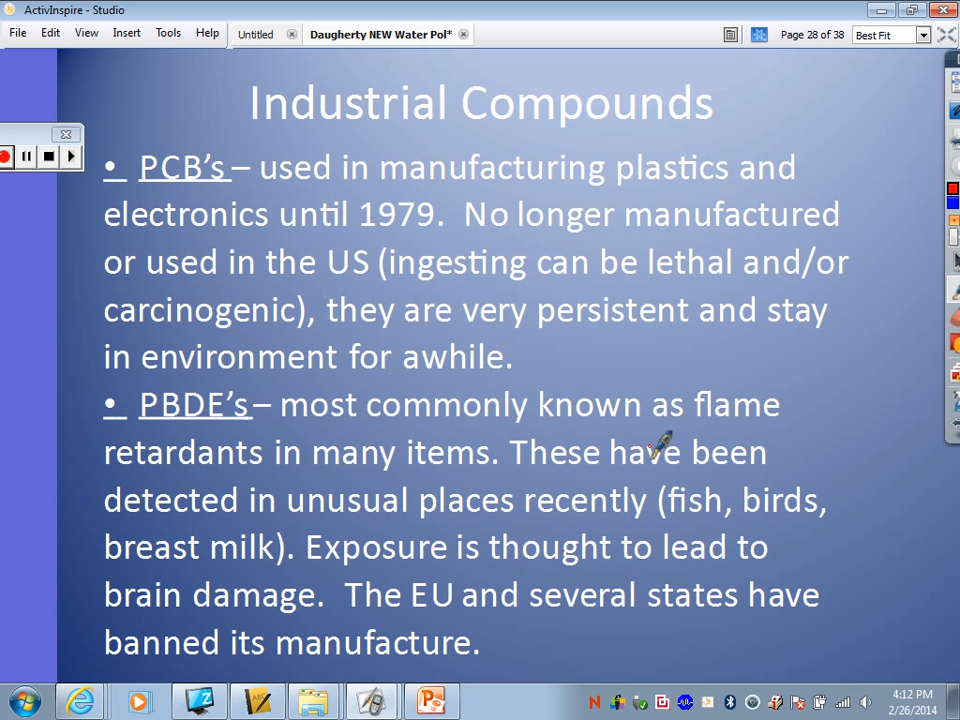 ActivInspire - Studio
File Edit View Insert Tools Help Untitled Daugherty NEW Water Pol* Page 28 of 38 Best Fit
Industrial Compounds
• PCB's – used in manufacturing plastics and
electronics until 1979. No longer manufactured
or used in the US (ingesting can be lethal and/or
carcinogenic), they are very persistent and stay
in environment for awhile.
• PBDE's – most commonly known as flame
retardants in many items. These have been
detected in unusual places recently (fish, birds,
breast milk). Exposure is thought to lead to
brain damage. The EU and several states have
banned its manufacture.
4:12 PM
2/26/2014